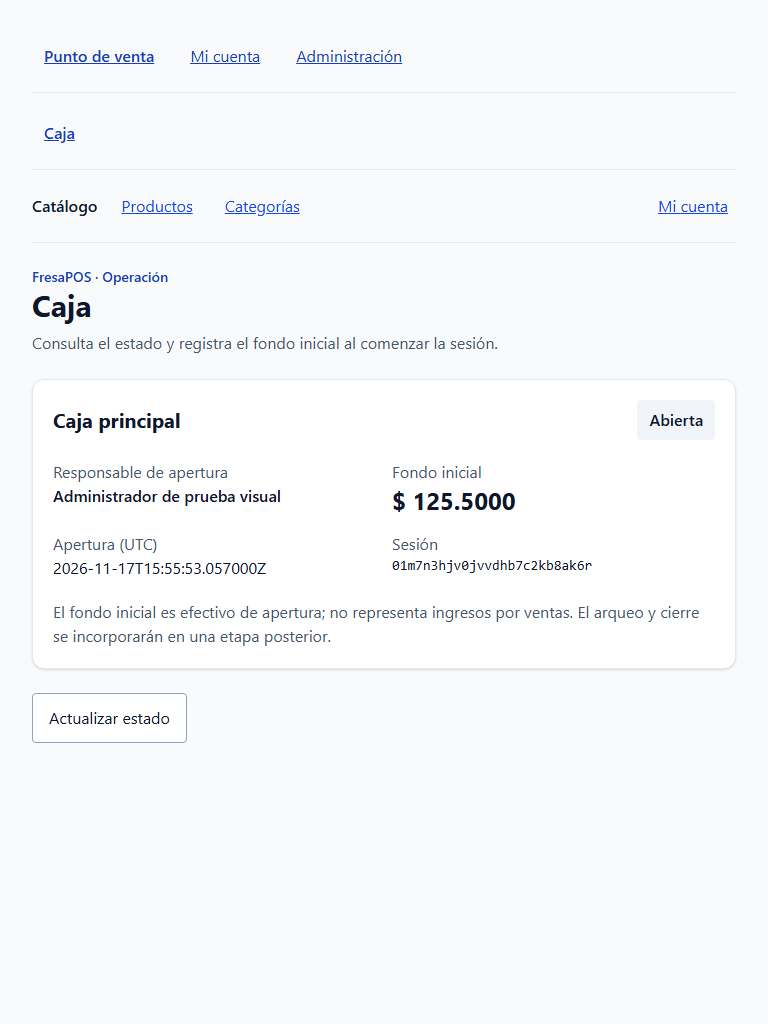 Punto de venta Mi cuenta Administración
Caja
Catálogo Productos Categorías Mi cuenta
FresaPOS · Operación
Caja
Consulta el estado y registra el fondo inicial al comenzar la sesión.
Caja principal Abierta
Responsable de apertura Fondo inicial
Administrador de prueba visual $ 125.5000
Apertura (UTC) Sesión
2026-11-17T15:55:53.057000Z 01m7n3hjv0jvvdhb7c2kb8ak6r
El fondo inicial es efectivo de apertura; no representa ingresos por ventas. El arqueo y cierre
se incorporarán en una etapa posterior.
Actualizar estado